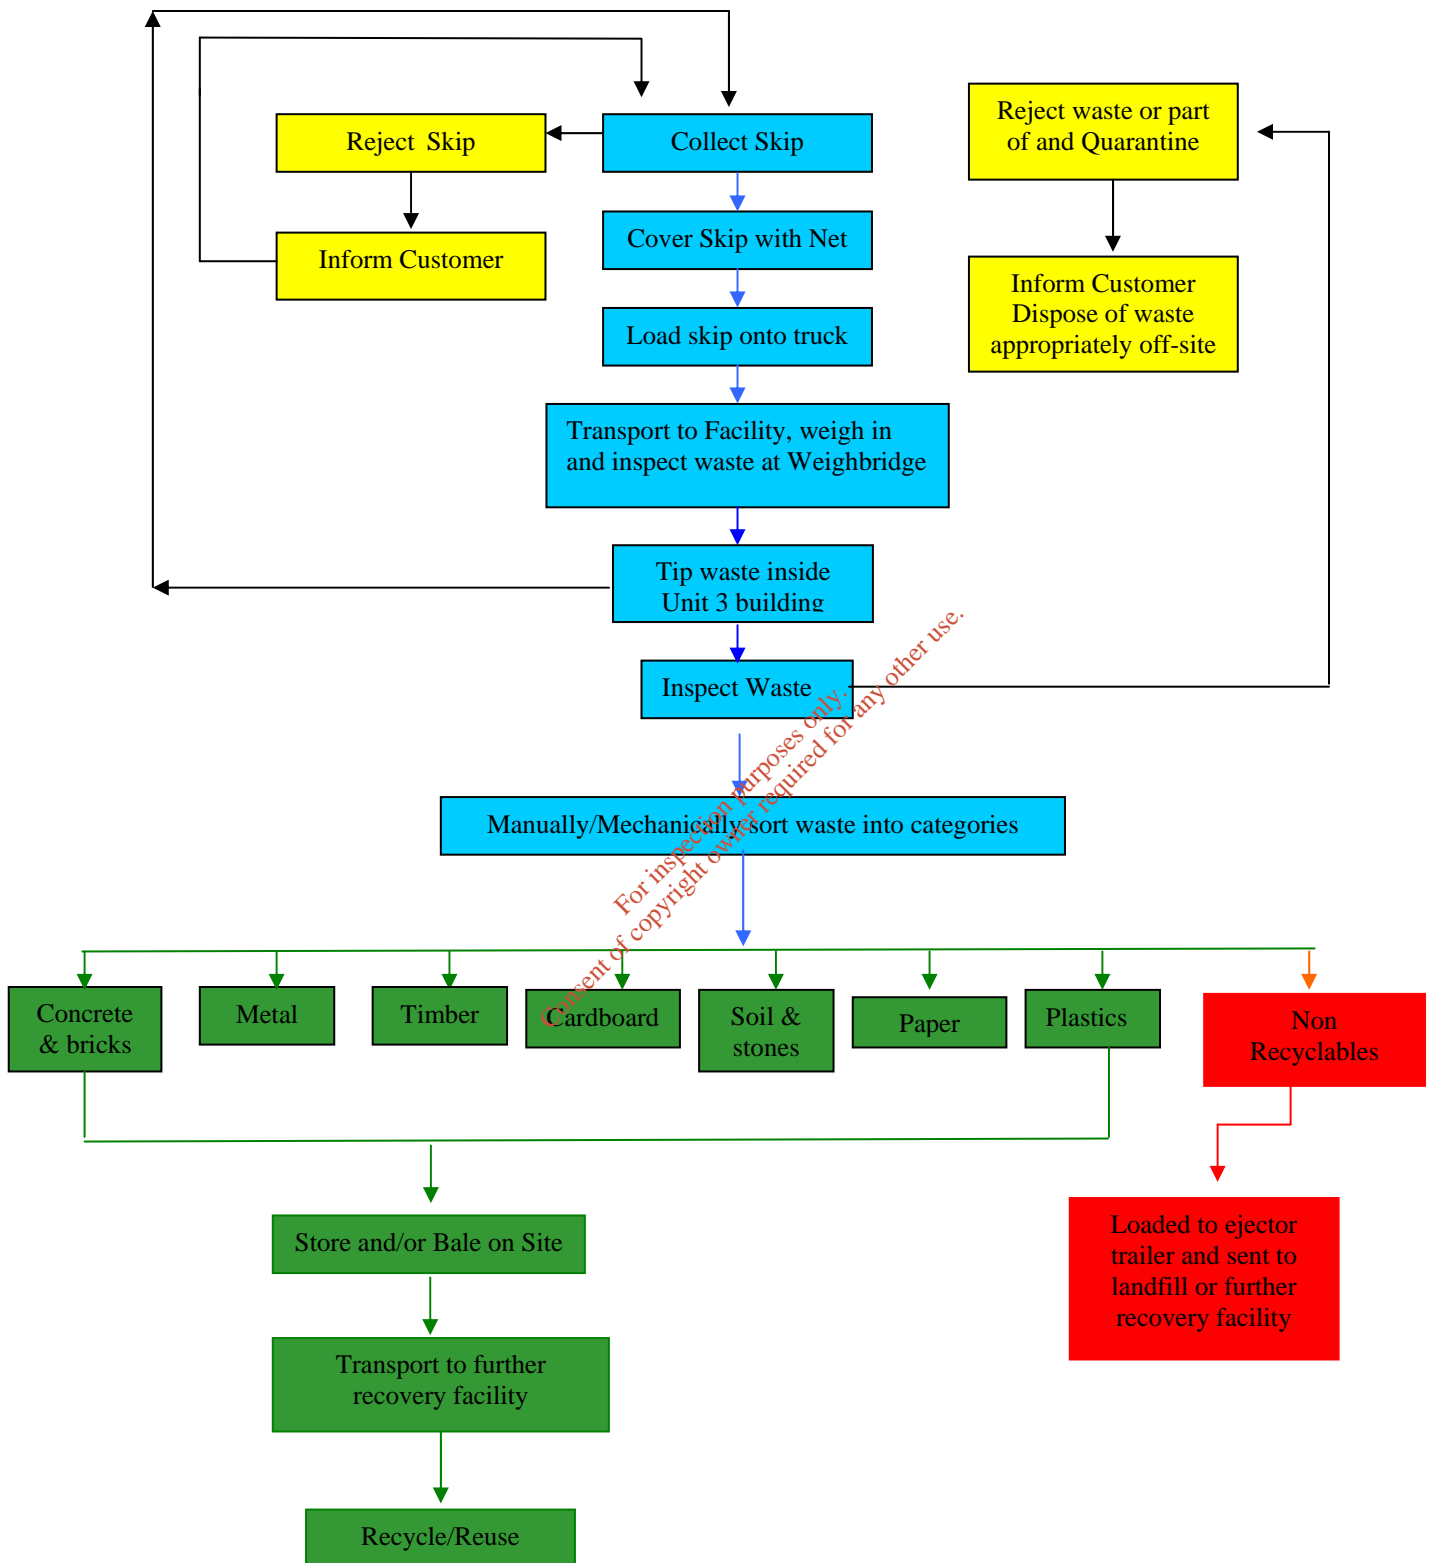 Reject Skip
Collect Skip
Reject waste or part
of and Quarantine
Inform Customer
Cover Skip with Net
Inform Customer
Dispose of waste
appropriately off-site
Load skip onto truck
Transport to Facility, weigh in
and inspect waste at Weighbridge
Tip waste inside
Unit 3 building
Inspect Waste
Manually/Mechanically sort waste into categories
For inspection purposes only.
Consent of copyright owner required for any other use.
Concrete
& bricks
Metal
Timber
Cardboard
Soil &
stones
Paper
Plastics
Non
Recyclables
Store and/or Bale on Site
Loaded to ejector
trailer and sent to
landfill or further
recovery facility
Transport to further
recovery facility
Recycle/Reuse